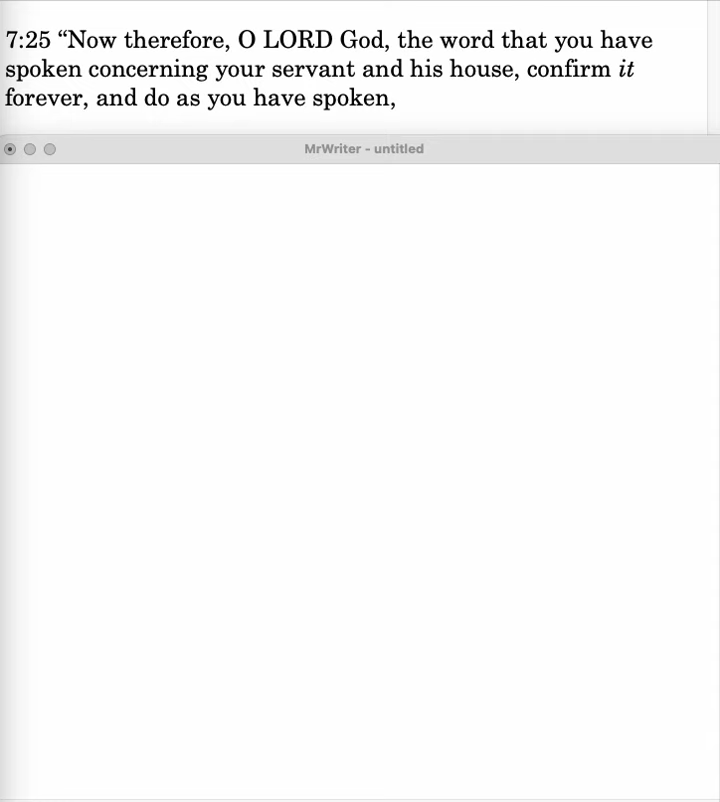 7:25 “Now therefore, O LORD God, the word that you have
spoken concerning your servant and his house, confirm it
forever, and do as you have spoken,
MrWriter - untitled